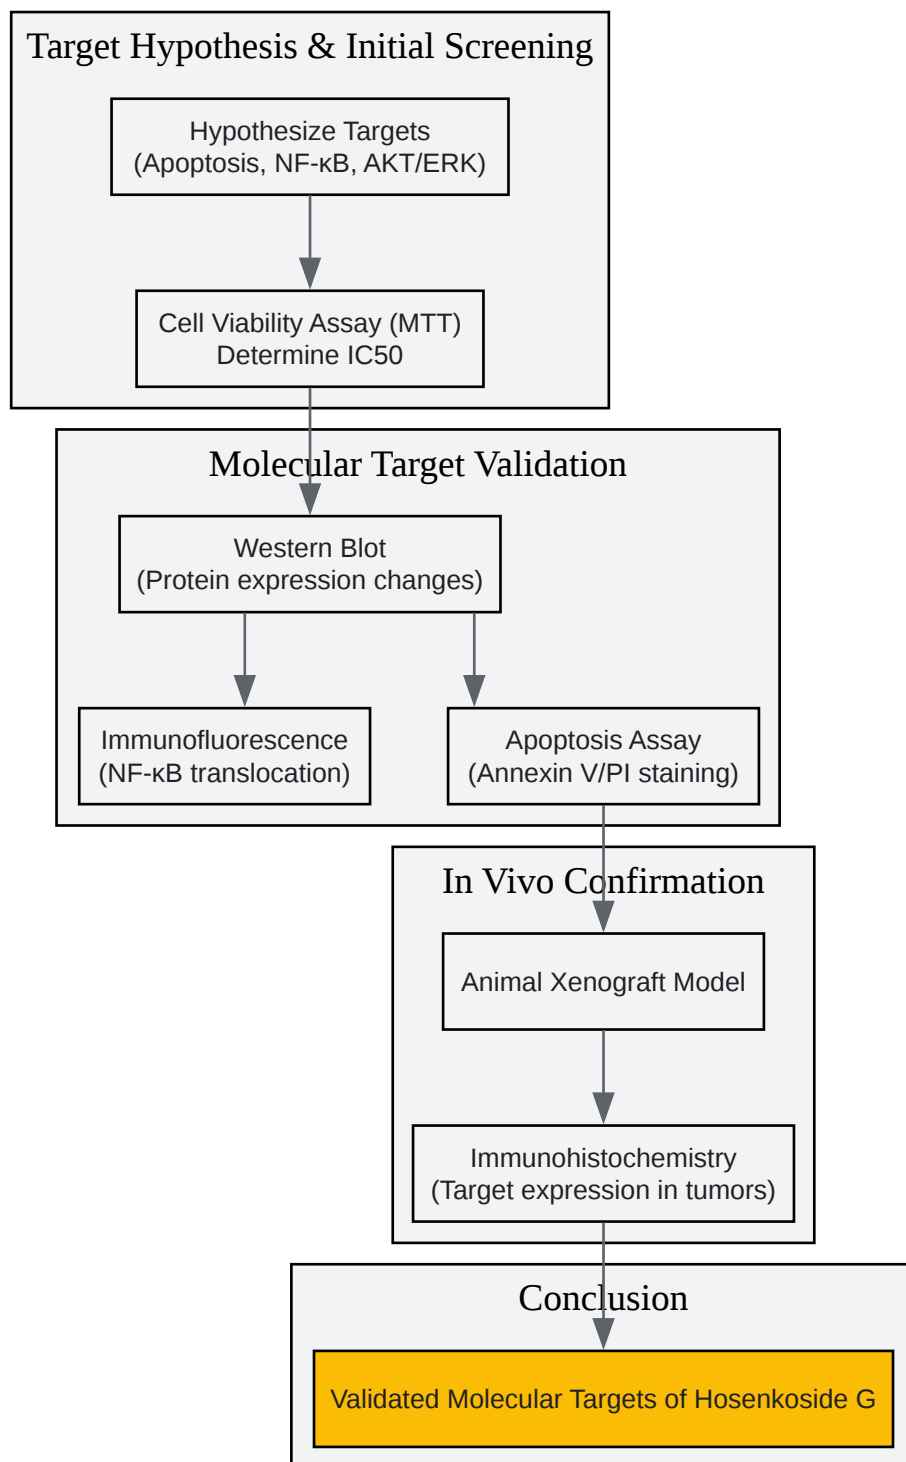 Target Hypothesis & Initial Screening
Hypothesize Targets
(Apoptosis, NF-κB, AKT/ERK)
Cell Viability Assay (MTT)
Determine IC50
Molecular Target Validation
Western Blot
(Protein expression changes)
Immunofluorescence
(NF-κB translocation)
Apoptosis Assay
(Annexin V/PI staining)
In Vivo Confirmation
Animal Xenograft Model
Immunohistochemistry
(Target expression in tumors)
Conclusion
Validated Molecular Targets of Hosenkoside G